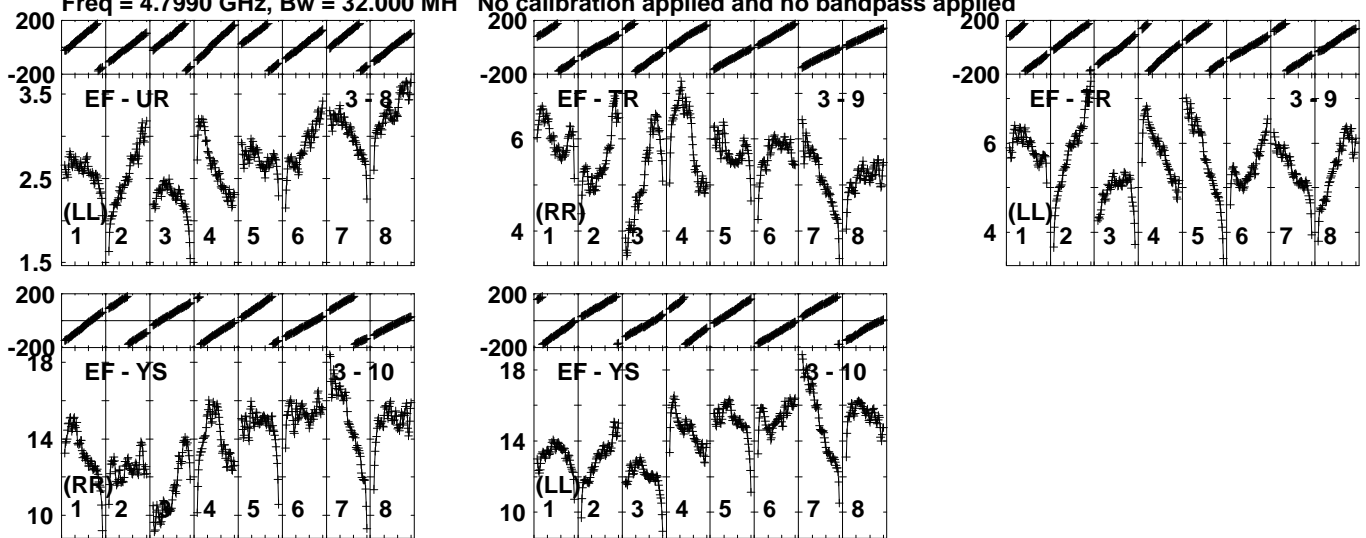 Freq = 4.7990 GHz, Bw = 32.000 MH No calibration applied and no bandpass applied
200
-200
3.5
2.5
1.5
EF - UR 3 - 8
(LL)
1 2 3 4 5 6 7 8
200
-200
6
4
EF - TR 3 - 9
(RR)
1 2 3 4 5 6 7 8
200
-200
6
4
EF - TR 3 - 9
(LL)
1 2 3 4 5 6 7 8
200
-200
18
14
10
EF - YS 3 - 10
(RR)
1 2 3 4 5 6 7 8
200
-200
18
14
10
EF - YS 3 - 10
(LL)
1 2 3 4 5 6 7 8